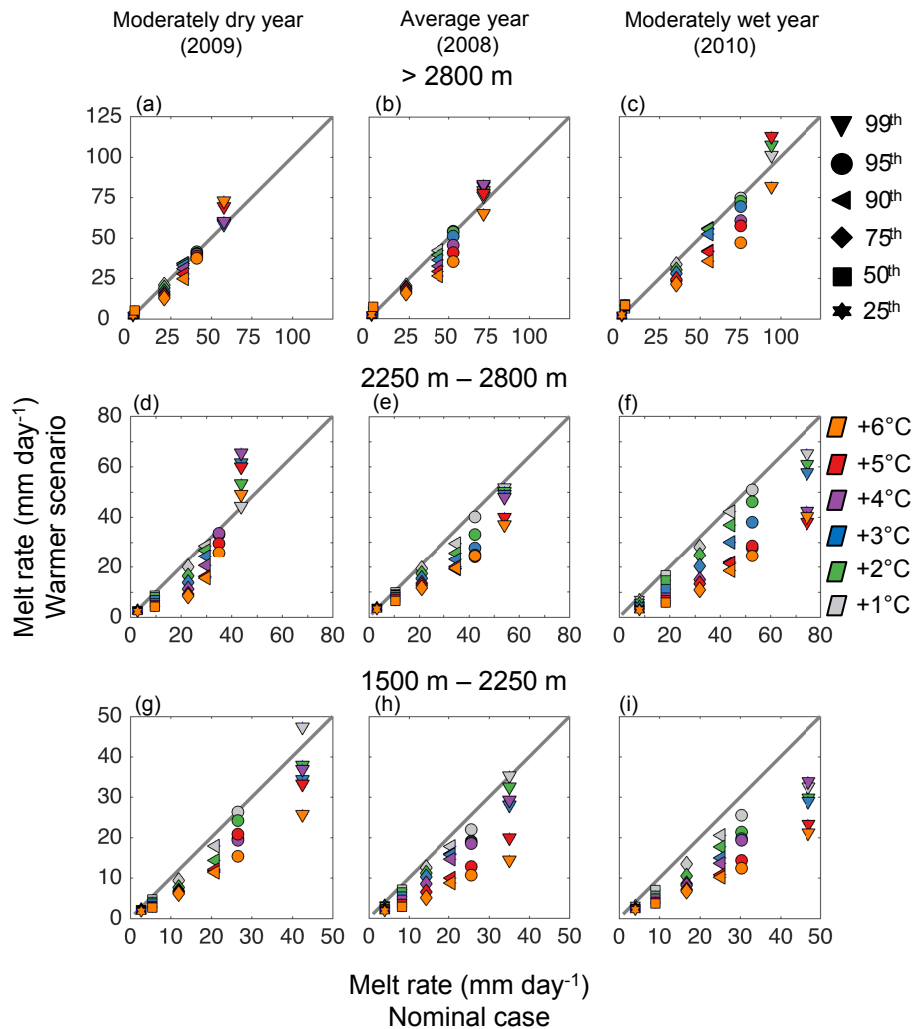 Moderately dry year
(2009)
Average year
(2008)
Moderately wet year
(2010)
> 2800 m
(a)
(b)
(c)
125
100
75
50
25
0
0 25 50 75 100
0 25 50 75 100
0 25 50 75 100
99th
95th
90th
75th
50th
25th
2250 m – 2800 m
(d)
(e)
(f)
80
60
40
20
0
0 20 40 60 80
0 20 40 60 80
0 20 40 60 80
+6°C
+5°C
+4°C
+3°C
+2°C
+1°C
Melt rate (mm day-1)
Warmer scenario
1500 m – 2250 m
(g)
(h)
(i)
50
40
30
20
10
0
0 10 20 30 40 50
0 10 20 30 40 50
0 10 20 30 40 50
Melt rate (mm day-1)
Nominal case